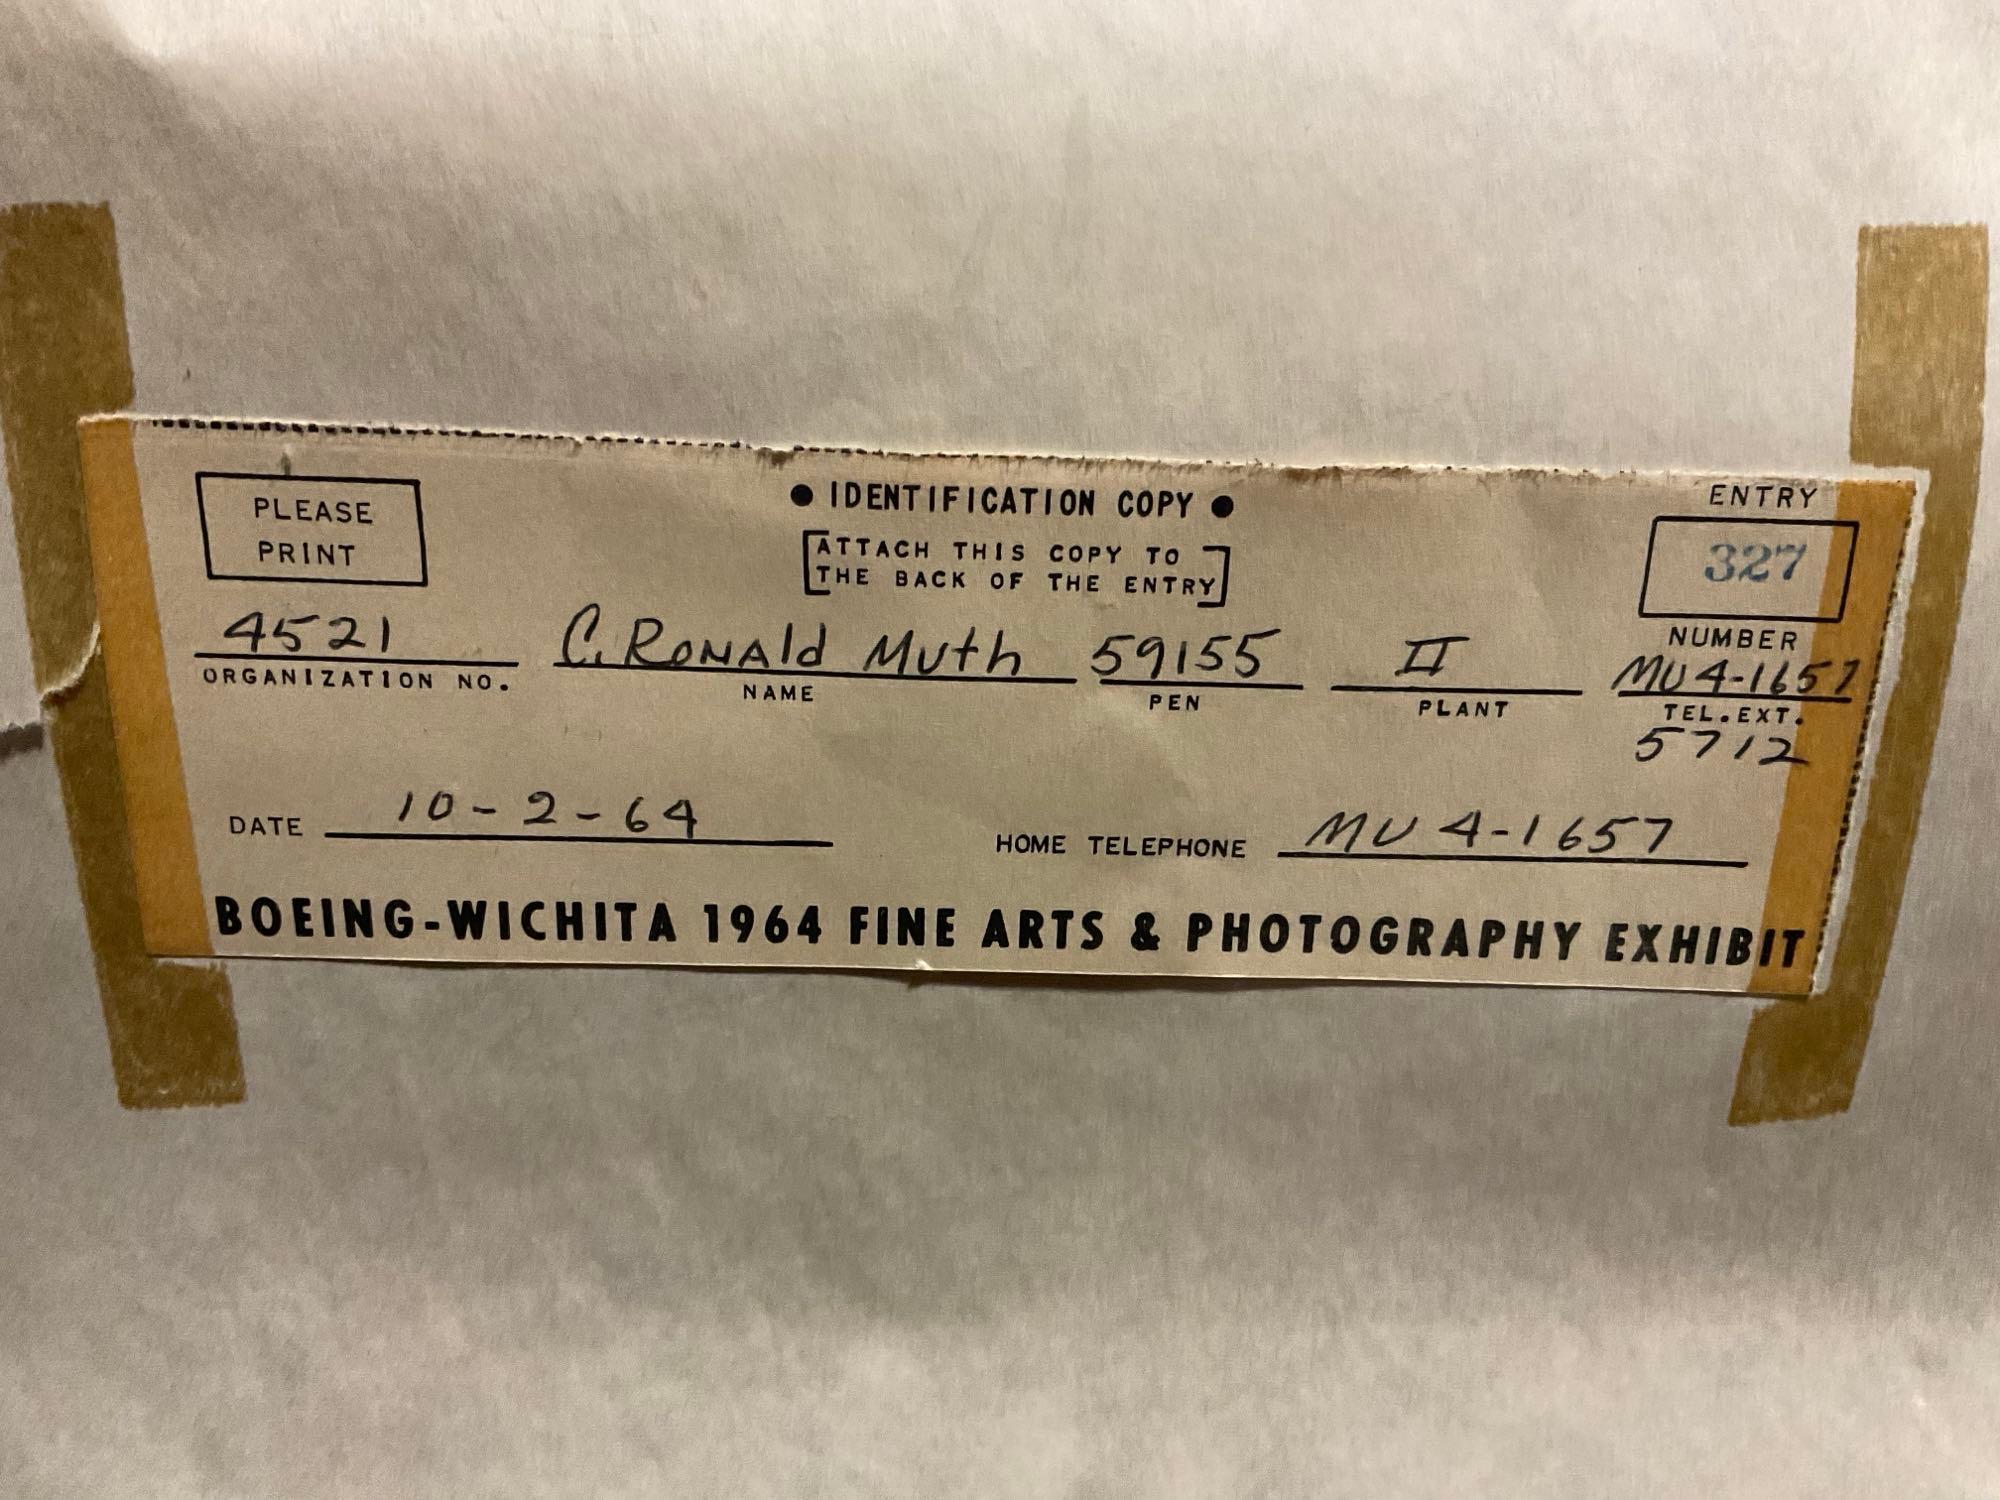 PLEASE PRINT
● IDENTIFICATION COPY ●
ATTACH THIS COPY TO
THE BACK OF THE ENTRY
ENTRY
327
NUMBER
4521 C. Ronald Muth 59155 II MU 4-1657
ORGANIZATION NO. NAME PEN PLANT TEL. EXT.
5712
DATE 10-2-64 HOME TELEPHONE MU 4-1657
BOEING-WICHITA 1964 FINE ARTS & PHOTOGRAPHY EXHIBIT